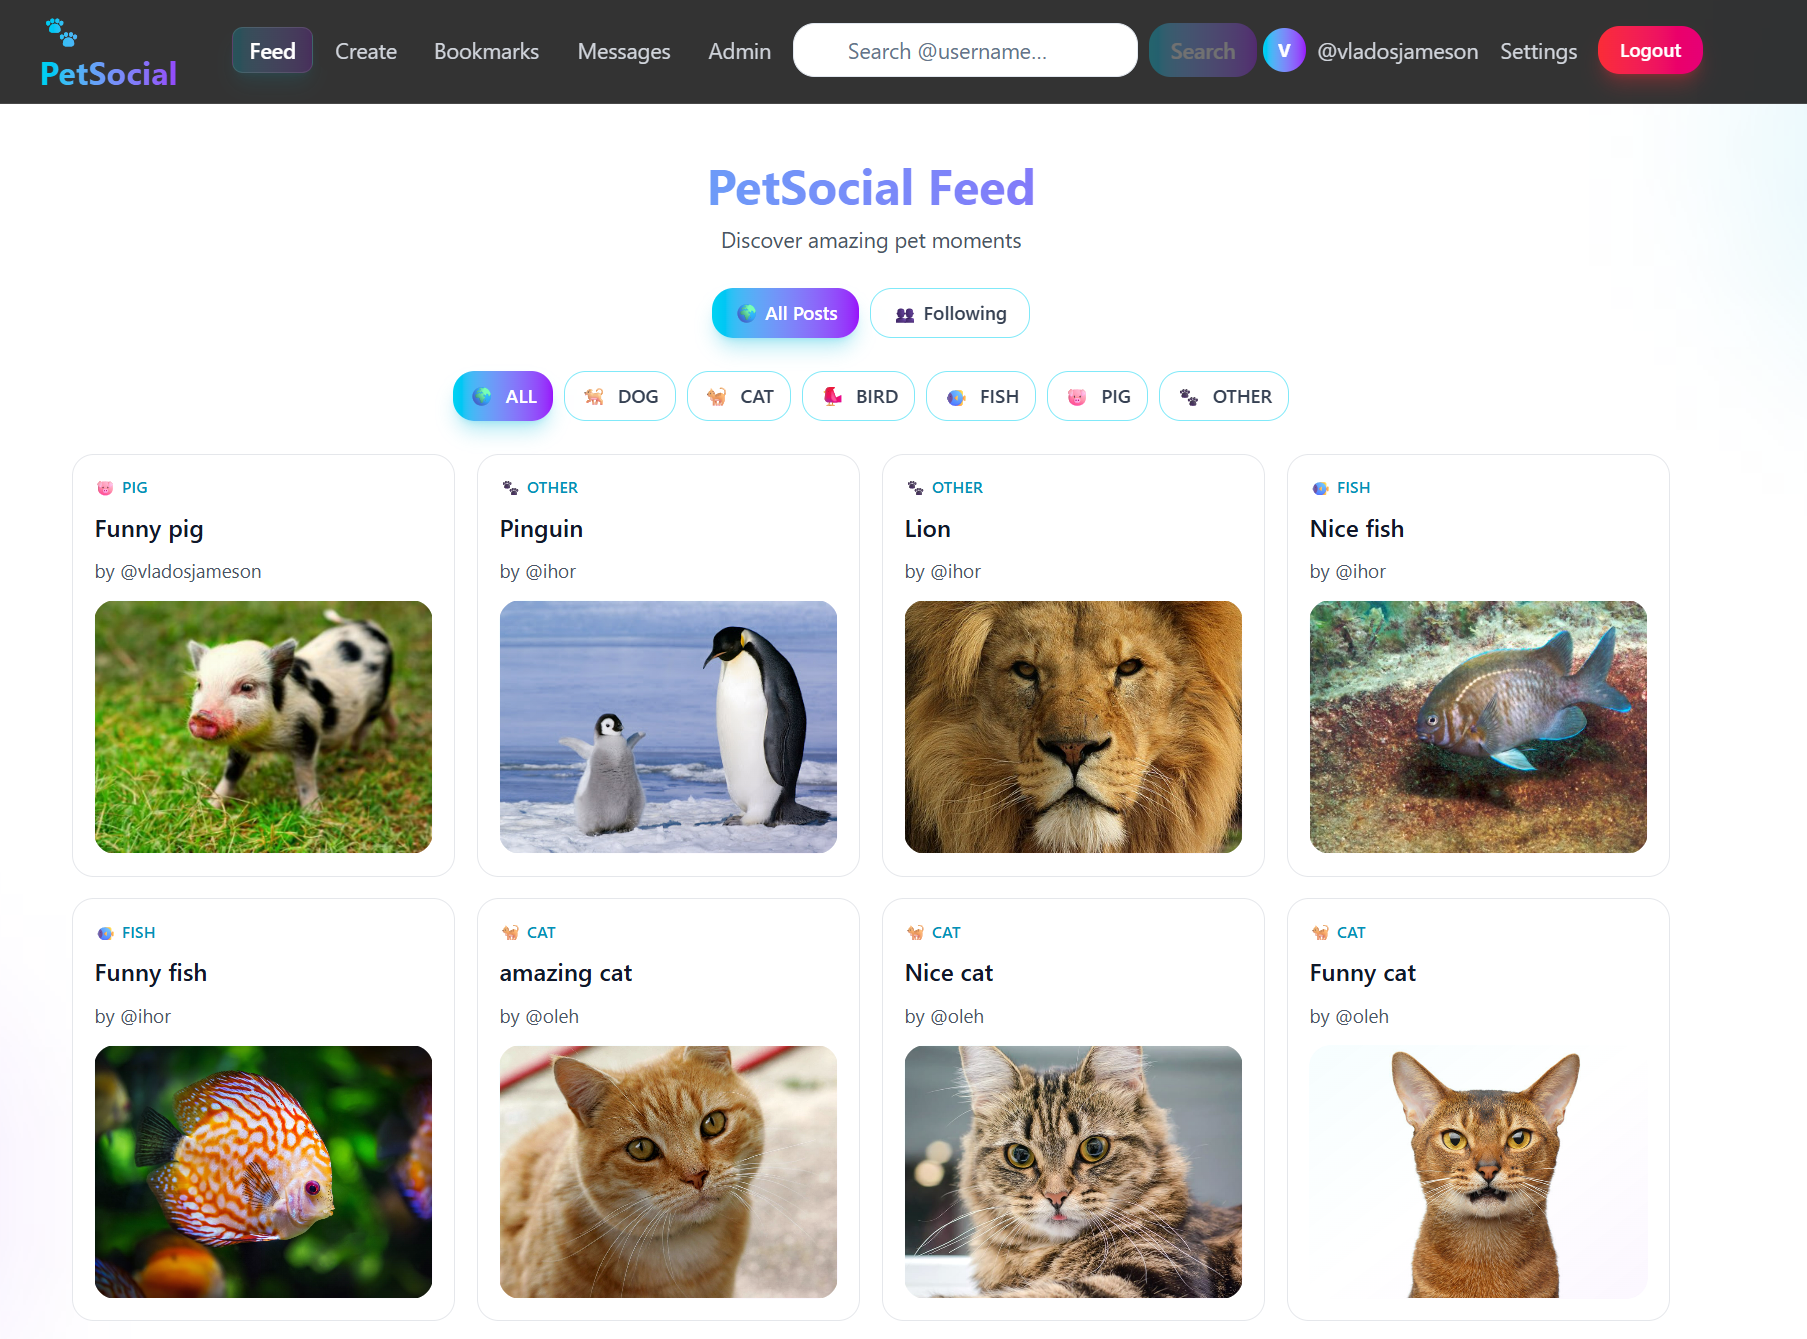 PetSocial
Feed
Create
Bookmarks
Messages
Admin
Search @username...
Search
V
@vladosjameson
Settings
Logout
PetSocial Feed
Discover amazing pet moments
All Posts
Following
ALL
DOG
CAT
BIRD
FISH
PIG
OTHER
PIG
Funny pig
by @vladosjameson
OTHER
Pinguin
by @ihor
OTHER
Lion
by @ihor
FISH
Nice fish
by @ihor
FISH
Funny fish
by @ihor
CAT
amazing cat
by @oleh
CAT
Nice cat
by @oleh
CAT
Funny cat
by @oleh